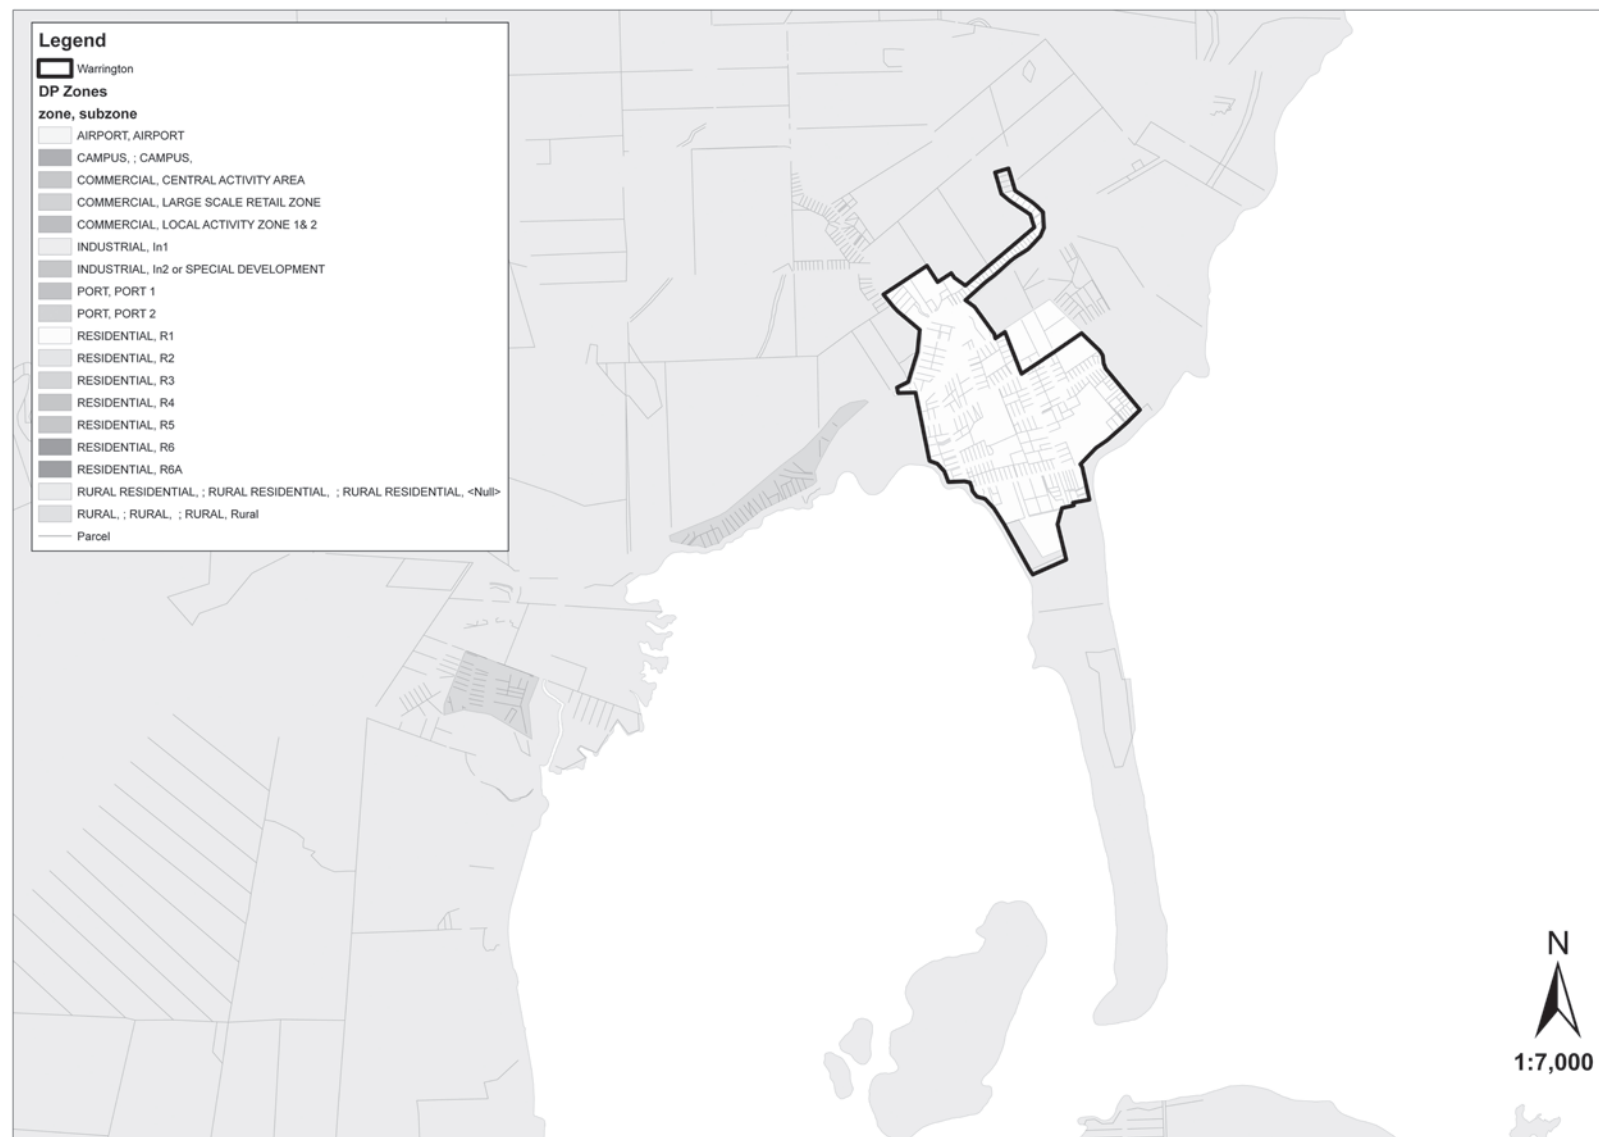 Legend
Warrington
DP Zones
zone, subzone
AIRPORT, AIRPORT
CAMPUS, ; CAMPUS,
COMMERCIAL, CENTRAL ACTIVITY AREA
COMMERCIAL, LARGE SCALE RETAIL ZONE
COMMERCIAL, LOCAL ACTIVITY ZONE 1& 2
INDUSTRIAL, In1
INDUSTRIAL, In2 or SPECIAL DEVELOPMENT
PORT, PORT 1
PORT, PORT 2
RESIDENTIAL, R1
RESIDENTIAL, R2
RESIDENTIAL, R3
RESIDENTIAL, R4
RESIDENTIAL, R5
RESIDENTIAL, R6
RESIDENTIAL, R6A
RURAL RESIDENTIAL, ; RURAL RESIDENTIAL, ; RURAL RESIDENTIAL, <Null>
RURAL, ; RURAL, ; RURAL, Rural
Parcel
N
1:7,000